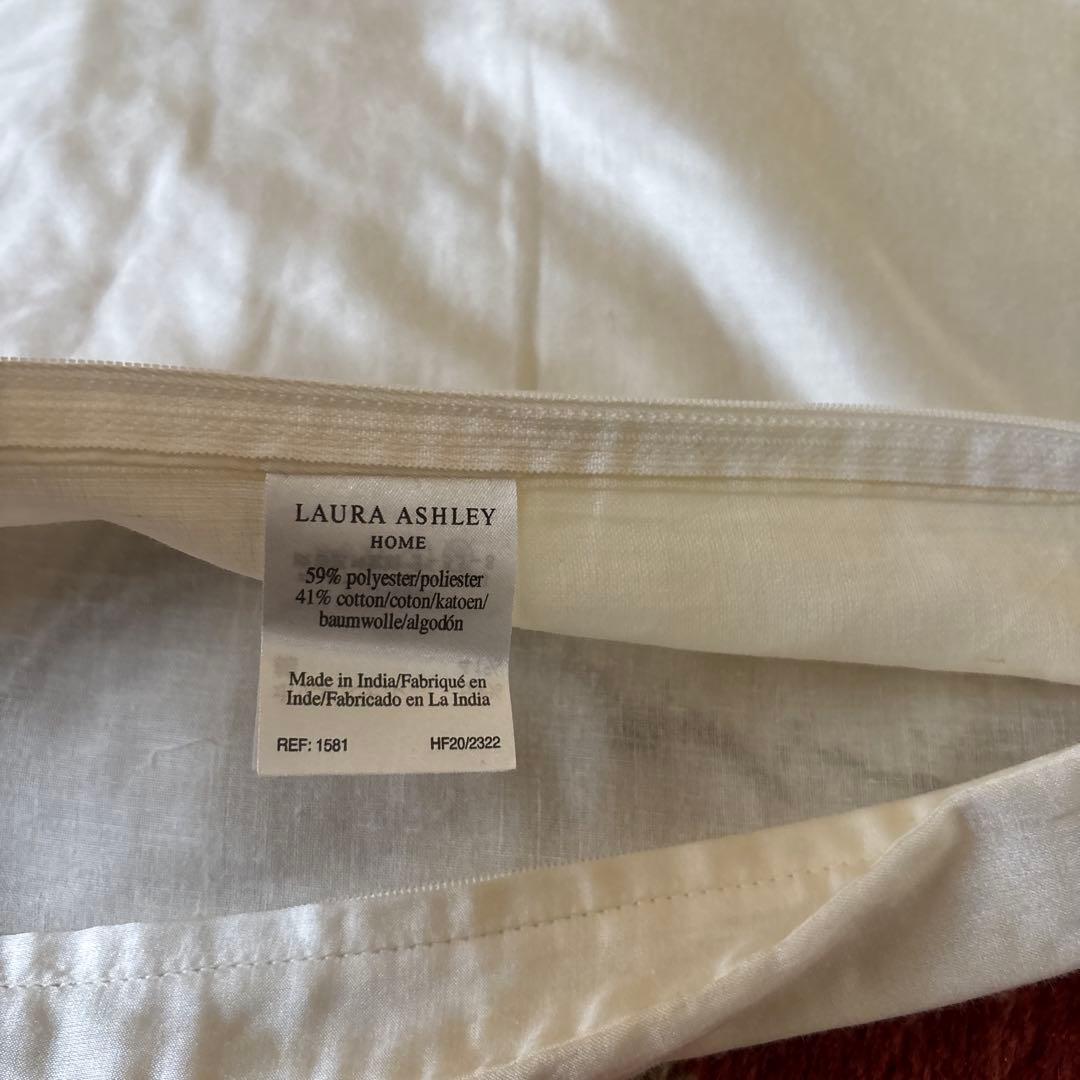 LAURA ASHLEY
HOME
59% polyester/poliester
41% cotton/coton/katoen/
baumwolle/algodón
Made in India/Fabriqué en
Inde/Fabricado en La India
REF: 1581 HF20/2322